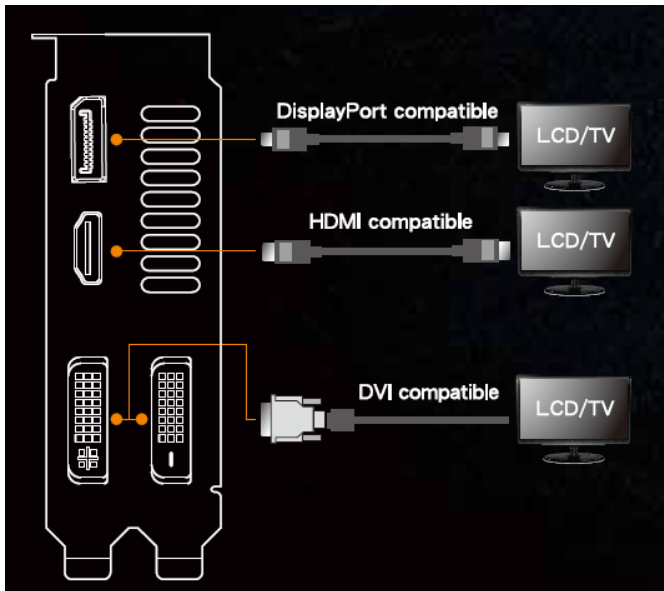 DisplayPort compatible
LCD/TV
HDMI compatible
LCD/TV
DVI compatible
LCD/TV